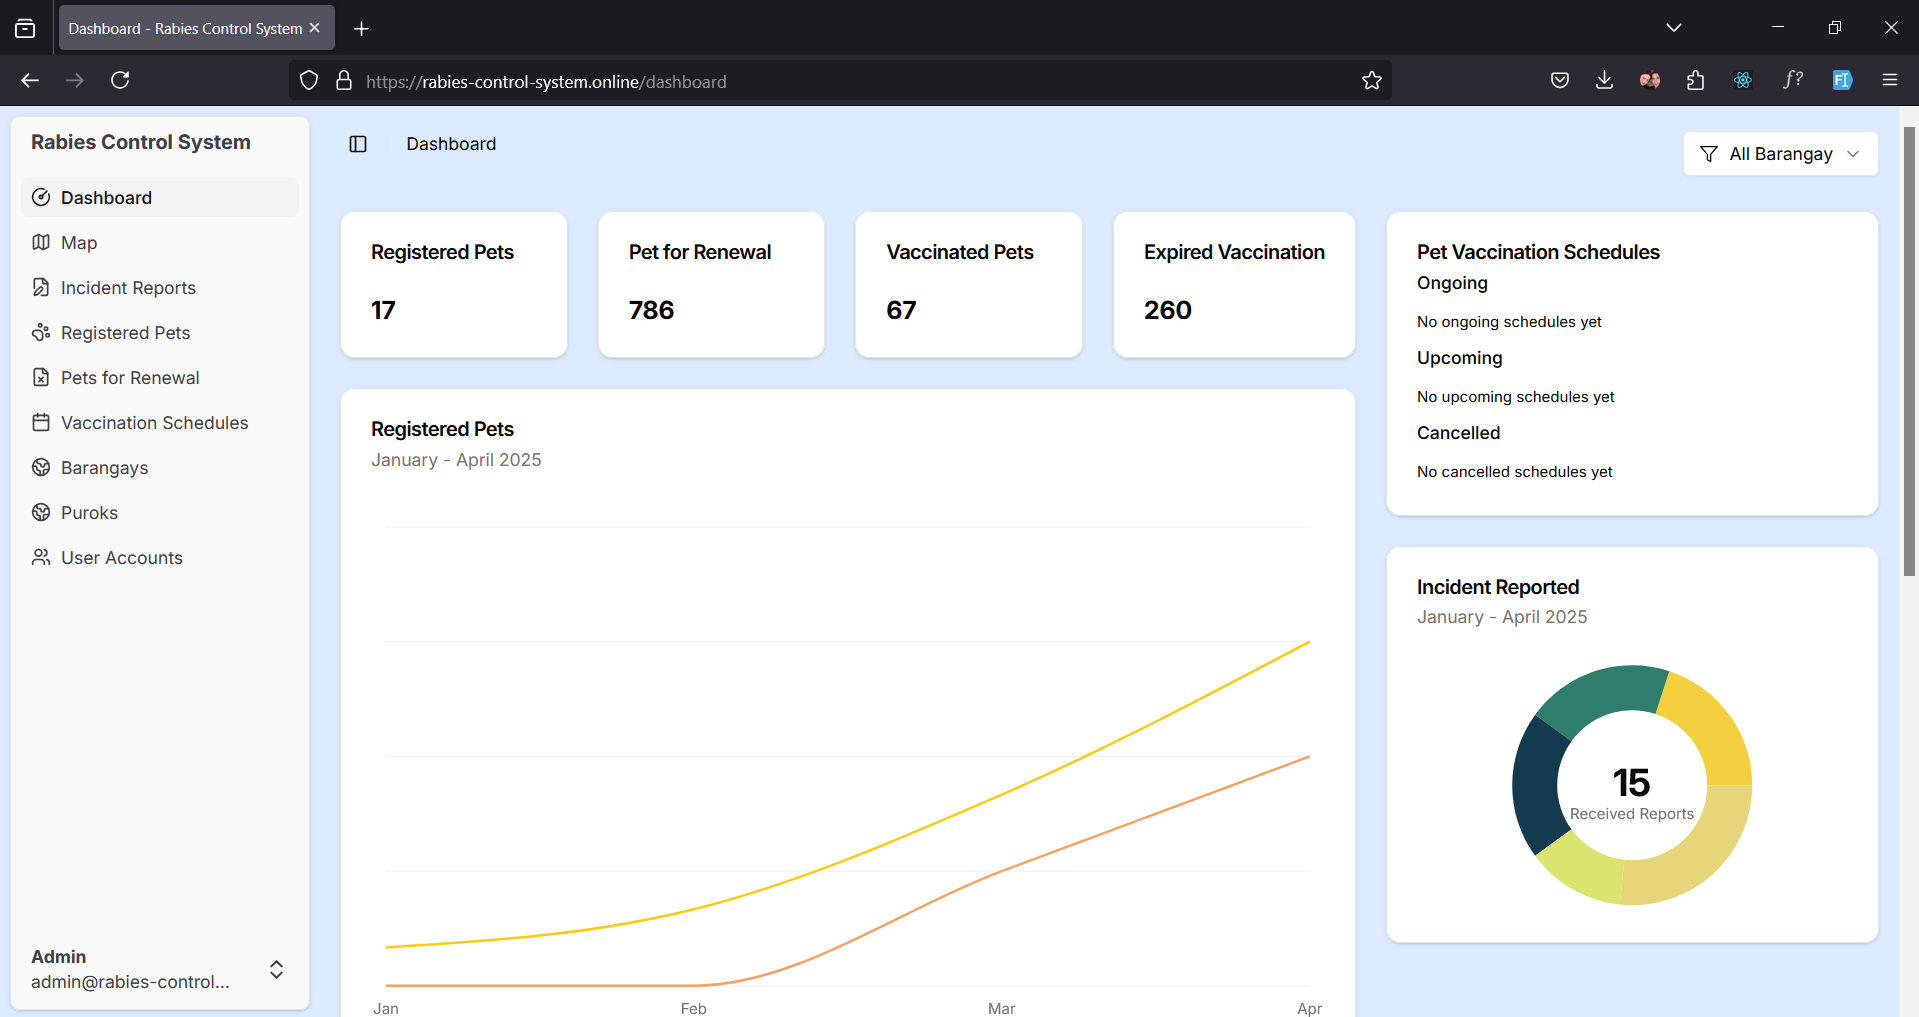 Dashboard - Rabies Control System
https://rabies-control-system.online/dashboard
f?
FI
Rabies Control System
Dashboard
Map
Incident Reports
Registered Pets
Pets for Renewal
Vaccination Schedules
Barangays
Puroks
User Accounts
Admin
admin@rabies-control...
Dashboard
All Barangay
Registered Pets
17
Pet for Renewal
786
Vaccinated Pets
67
Expired Vaccination
260
Registered Pets
January - April 2025
Jan
Feb
Mar
Apr
Pet Vaccination Schedules
Ongoing
No ongoing schedules yet
Upcoming
No upcoming schedules yet
Cancelled
No cancelled schedules yet
Incident Reported
January - April 2025
15
Received Reports